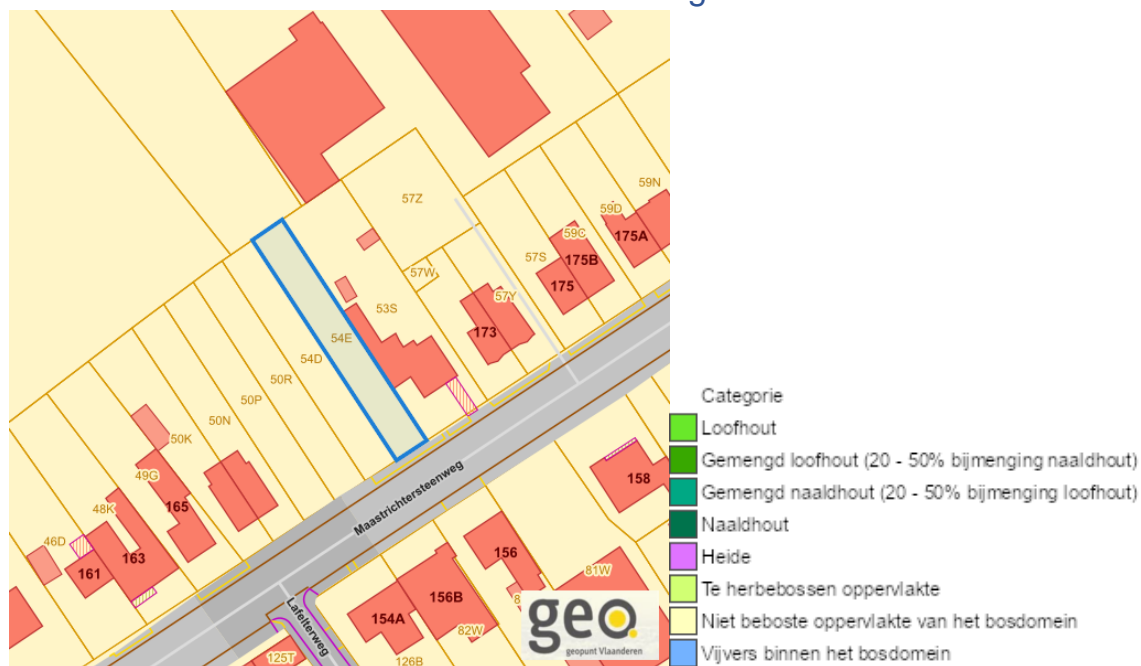 59N
59D
175A
57Z
59C
175B
57S
175
57W
57Y
173
53S
54E
54D
50R
50P
50N
50K
49G
165
48K
163
46D
161
Maastrichtersteenweg
Lafelterweg
158
156
81W
156B
154A
82W
126B
125T
geo
geopunt Vlaanderen
Categorie
Loofhout
Gemengd loofhout (20 - 50% bijmenging naaldhout)
Gemengd naaldhout (20 - 50% bijmenging loofhout)
Naaldhout
Heide
Te herbebossen oppervlakte
Niet beboste oppervlakte van het bosdomein
Vijvers binnen het bosdomein